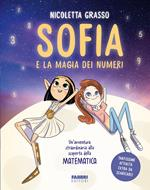 NICOLETTA GRASSO
SOFIA
E LA MAGIA DEI NUMERI
Un'avventura
straordinaria alla
scoperta della
MATEMATICA
TANTISSIME
ATTIVITÀ
EXTRA DA
SCARICARE!
FABBRI
EDITORI